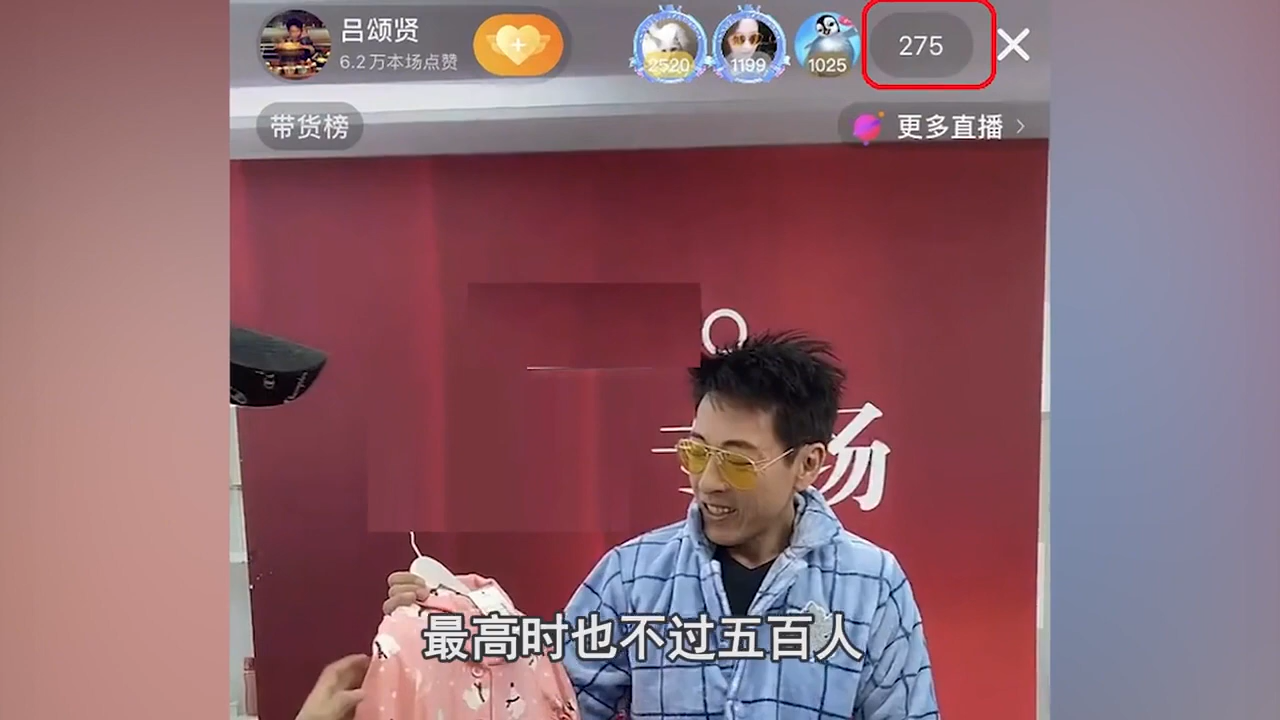 吕颂贤
6.2万本场点赞
2520
1199
1025
275
带货榜
更多直播
场
最高时也不过五百人